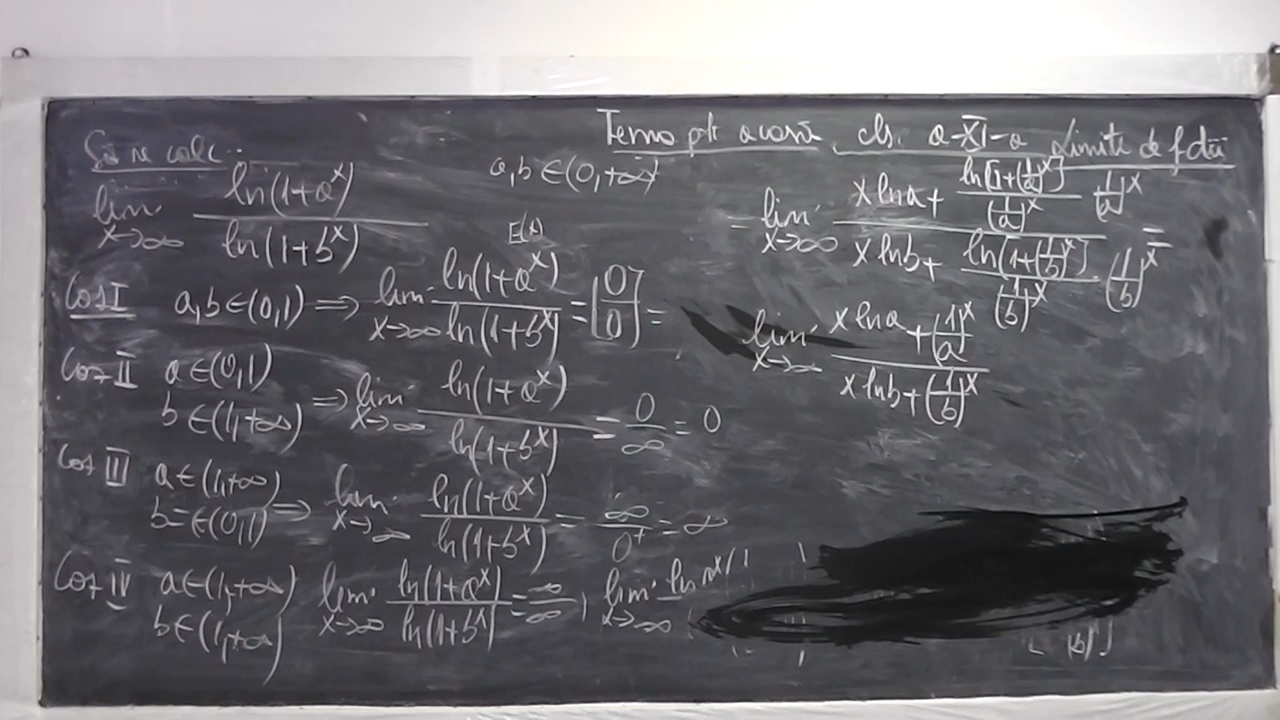 Temă pt acasă, cls. a-XI-a Limite de fcții
Să se calc.
a,b ∈ (0,+∞)
lim x→∞ ln(1+a^x) / ln(1+b^x)
E(x)
Caz I a,b ∈ (0,1) ⇒ lim x→∞ ln(1+a^x) / ln(1+b^x) = [0/0] =
Caz II a ∈ (0,1) b ∈ (1,+∞) ⇒ lim x→∞ ln(1+a^x) / ln(1+b^x) = 0/∞ = 0
Caz III a ∈ (1,+∞) b = ∈ (0,1) ⇒ lim x→∞ ln(1+a^x) / ln(1+b^x) = ∞/0⁺ = ∞
Caz IV a ∈ (1,+∞) b ∈ (1,+∞) lim x→∞ ln(1+a^x) / ln(1+b^x) = ∞/∞, lim x→∞ ln a^x(
= lim x→∞ (x ln a + ln[1+(1/a)^x] / (1/a)^x · (1/a)^x) / (x ln b + ln(1+(1/b)^x) / (1/b)^x · (1/b)^x) =
lim x→∞ (x ln a + (1/a)^x) / (x ln b + (1/b)^x)